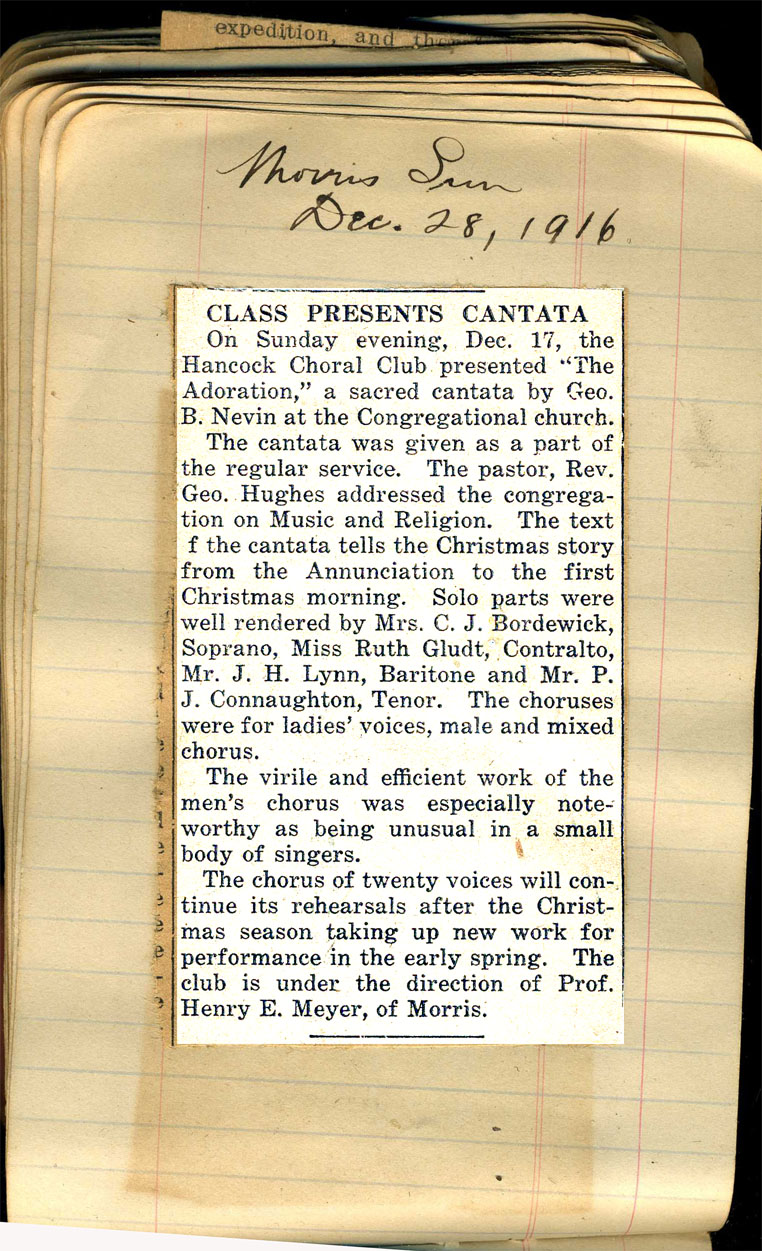 expedition, and they
Morris Sun
Dec. 28, 1916
CLASS PRESENTS CANTATA
On Sunday evening, Dec. 17, the
Hancock Choral Club presented "The
Adoration," a sacred cantata by Geo.
B. Nevin at the Congregational church.
The cantata was given as a part of
the regular service. The pastor, Rev.
Geo. Hughes addressed the congrega-
tion on Music and Religion. The text
f the cantata tells the Christmas story
from the Annunciation to the first
Christmas morning. Solo parts were
well rendered by Mrs. C. J. Bordewick,
Soprano, Miss Ruth Gludt, Contralto,
Mr. J. H. Lynn, Baritone and Mr. P.
J. Connaughton, Tenor. The choruses
were for ladies' voices, male and mixed
chorus.
The virile and efficient work of the
men's chorus was especially note-
worthy as being unusual in a small
body of singers.
The chorus of twenty voices will con-
tinue its rehearsals after the Christ-
mas season taking up new work for
performance in the early spring. The
club is under the direction of Prof.
Henry E. Meyer, of Morris.